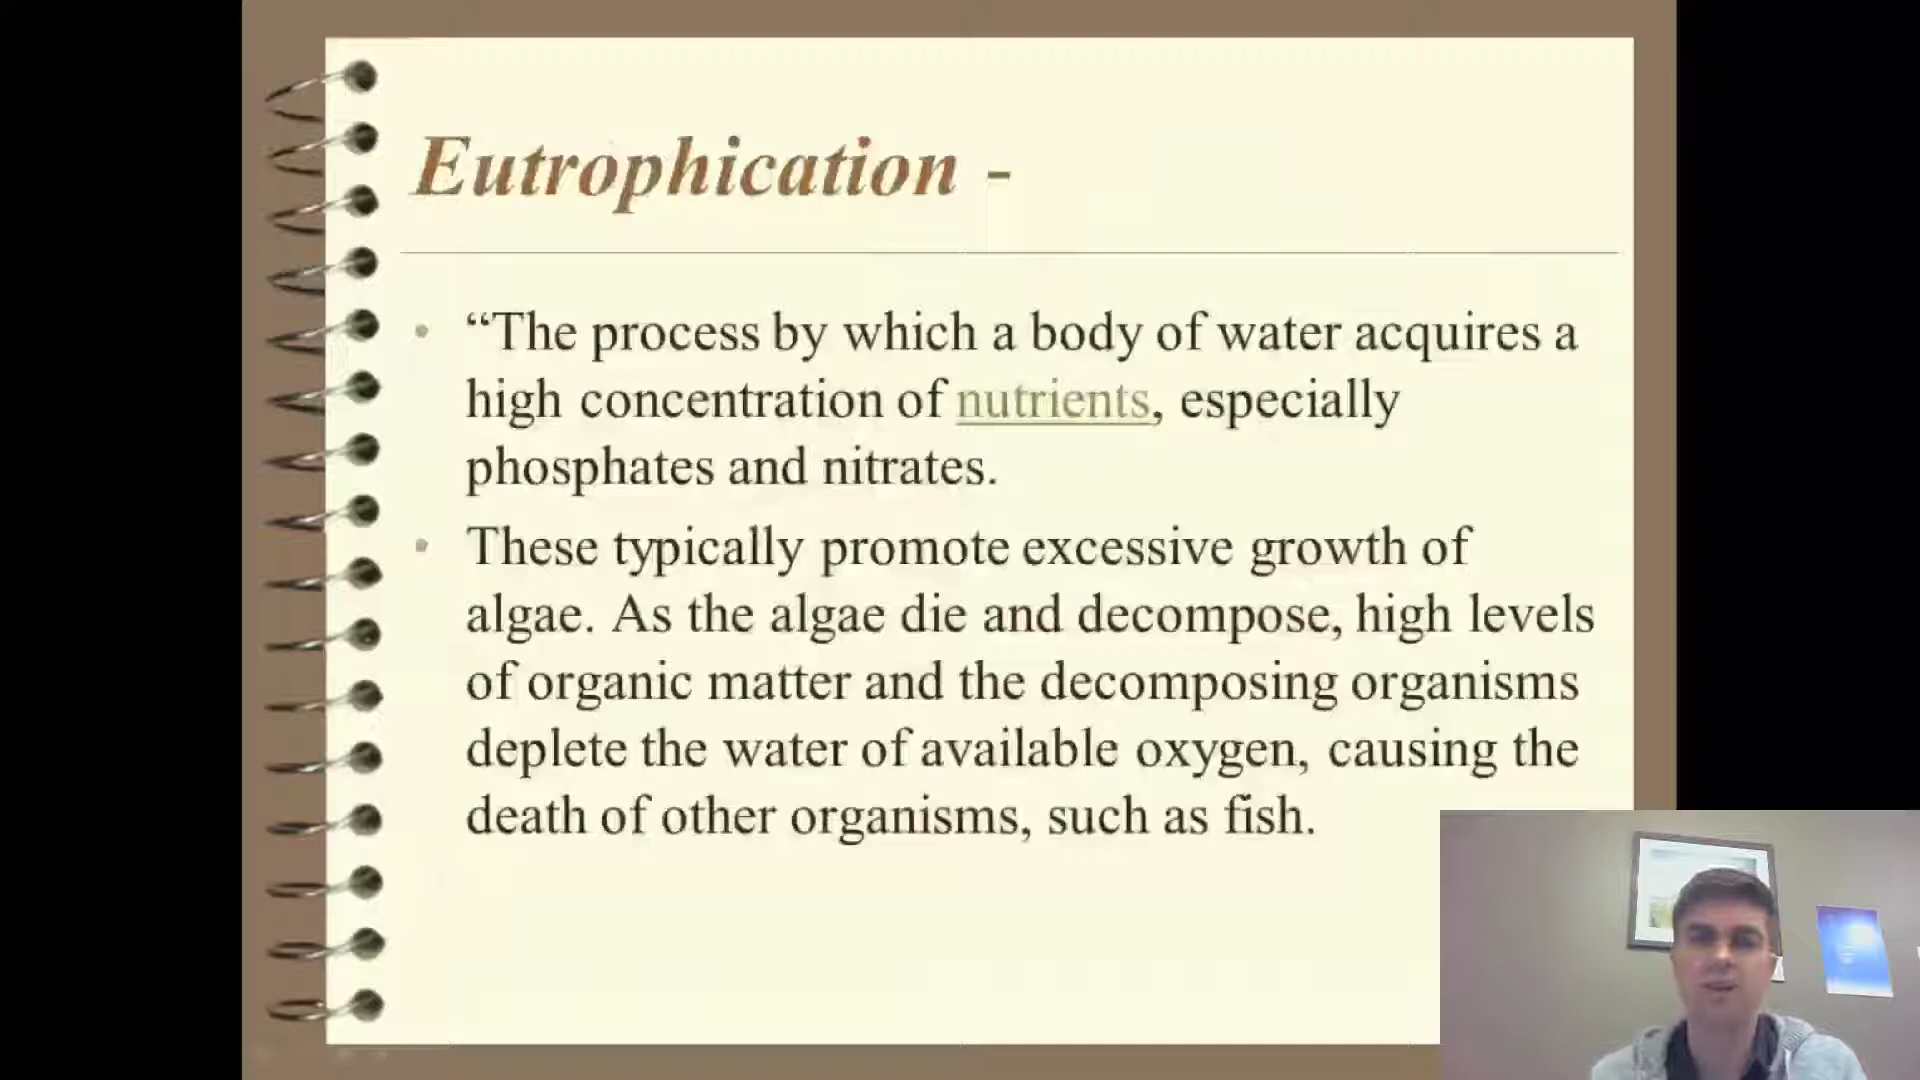 Eutrophication -
• “The process by which a body of water acquires a
high concentration of nutrients, especially
phosphates and nitrates.
• These typically promote excessive growth of
algae. As the algae die and decompose, high levels
of organic matter and the decomposing organisms
deplete the water of available oxygen, causing the
death of other organisms, such as fish.